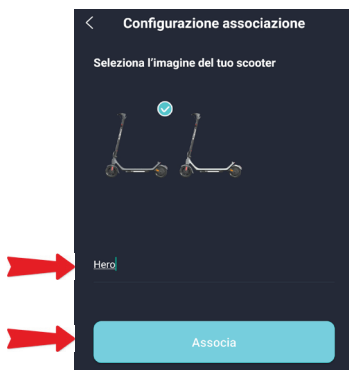 Configurazione associazione
Seleziona l'imagine del tuo scooter
Hero
Associa